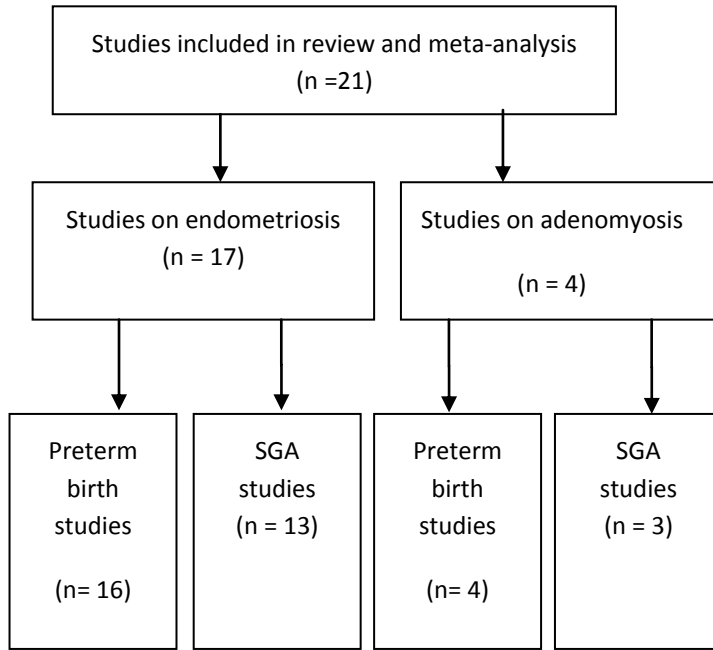 Studies included in review and meta-analysis
(n =21)
Studies on endometriosis
(n = 17)
Studies on adenomyosis
(n = 4)
Preterm
birth
studies
(n= 16)
SGA
studies
(n = 13)
Preterm
birth
studies
(n= 4)
SGA
studies
(n = 3)